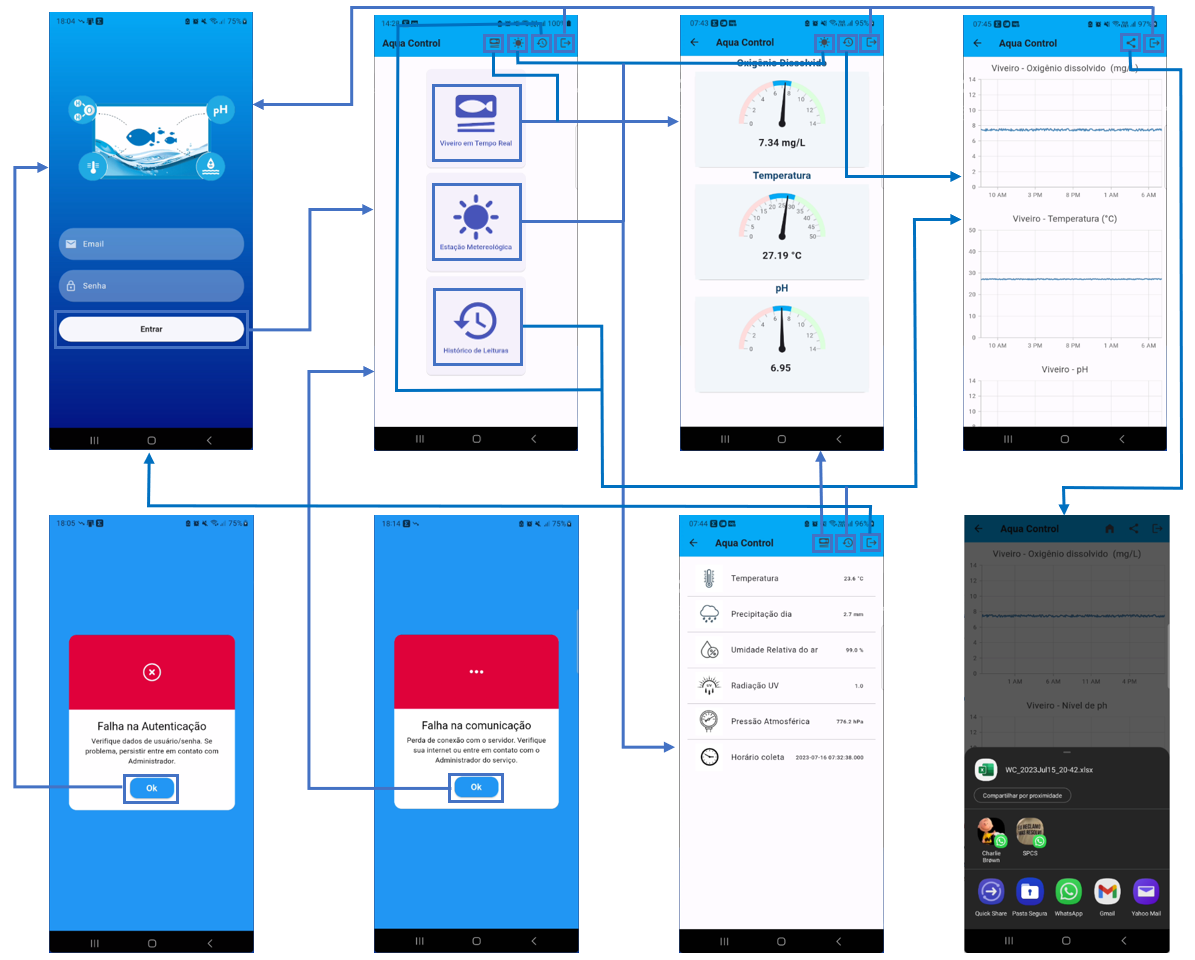 18:04
75%
H
O
H
pH
Email
Senha
Entrar
14:28
100%
Aqua Control
Viveiro em Tempo Real
Estação Metereológica
Histórico de Leituras
07:43
95%
Aqua Control
Oxigênio Dissolvido
0 2 4 6 8 10 12 14
7.34 mg/L
Temperatura
0 5 10 15 20 25 30 35 40 45 50
27.19 °C
pH
0 2 4 6 8 10 12 14
6.95
07:45
97%
Aqua Control
Viveiro - Oxigênio dissolvido (mg/L)
14
12
10
8
6
4
2
0
10 AM 3 PM 8 PM 1 AM 6 AM
Viveiro - Temperatura (°C)
50
40
30
20
10
0
10 AM 3 PM 8 PM 1 AM 6 AM
Viveiro - pH
14
12
10
8
18:05
75%
Falha na Autenticação
Verifique dados de usuário/senha. Se
problema, persistir entre em contato com
Administrador.
Ok
18:14
75%
Falha na comunicação
Perda de conexão com o servidor. Verifique
sua internet ou entre em contato com o
Administrador do serviço.
Ok
07:44
96%
Aqua Control
Temperatura 23.6 °C
Precipitação dia 2.7 mm
Umidade Relativa do ar 99.0 %
Radiação UV 1.0
Pressão Atmosférica 776.2 hPa
Horário coleta 2023-07-16 07:32:38.000
Aqua Control
Viveiro - Oxigênio dissolvido (mg/L)
14
12
10
8
6
4
2
0
1 AM 6 AM 11 AM 4 PM
Viveiro - Nível de ph
14
12
WC_2023Jul15_20-42.xlsx
Compartilhar por proximidade
Charlie
Brown
SPCS
Quick Share Pasta Segura WhatsApp Gmail Yahoo Mail